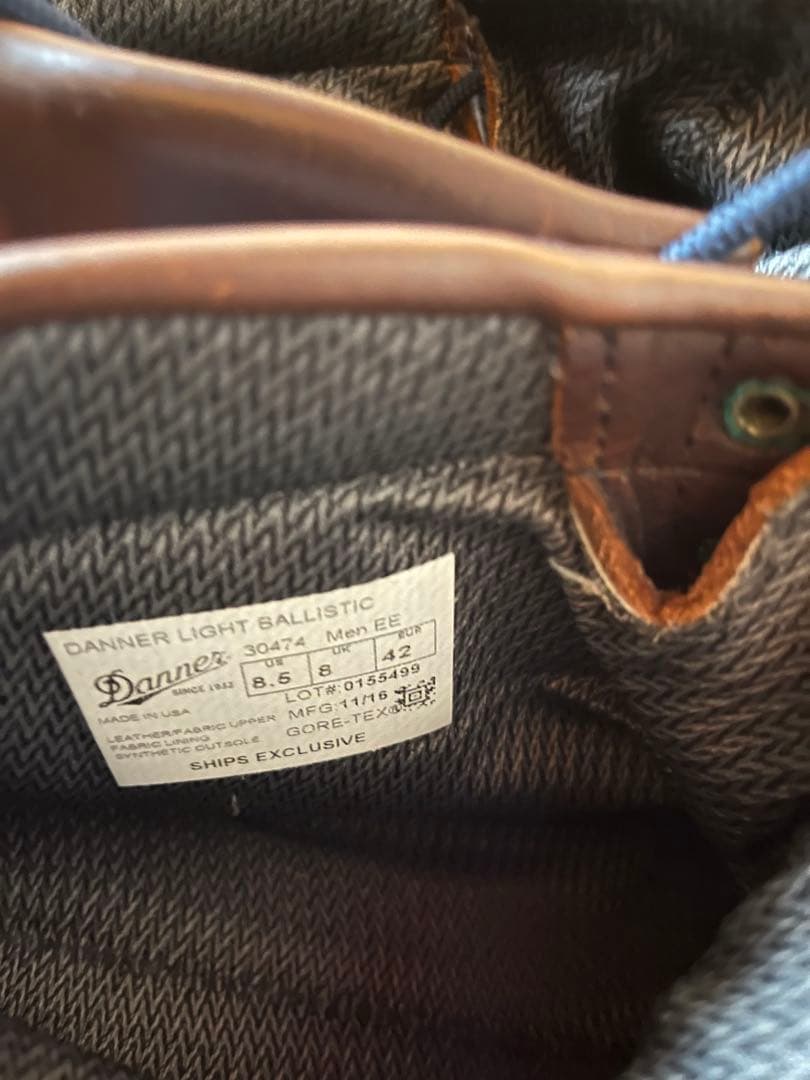 DANNER LIGHT BALLISTIC
Danner
SINCE 1932
30474 Men EE
US UK EUR
8.5 8 42
LOT#:0155499
MFG:11/16
GORE-TEX®
MADE IN USA
LEATHER/FABRIC UPPER
FABRIC LINING
SYNTHETIC OUTSOLE
SHIPS EXCLUSIVE